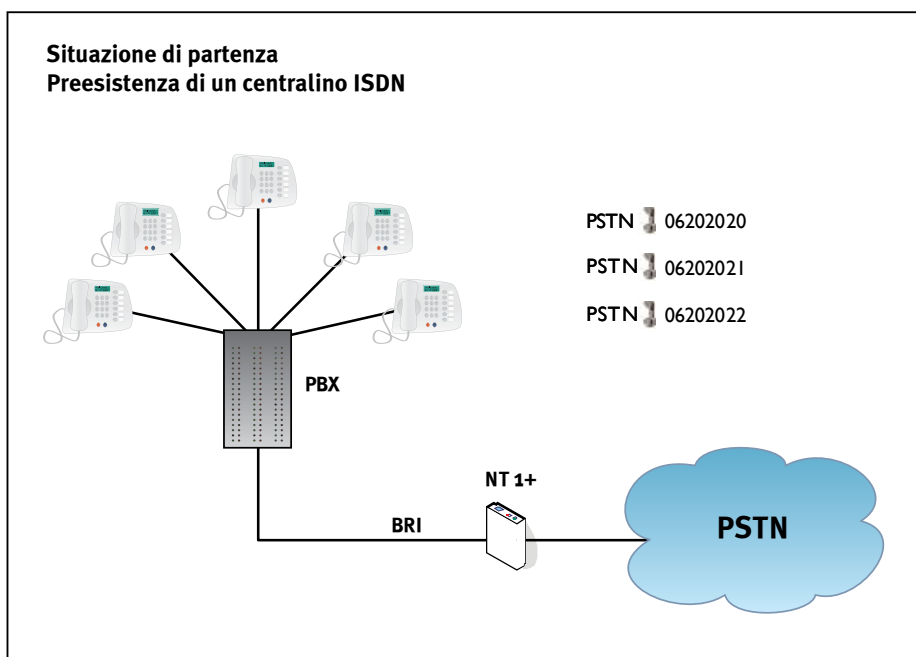 Situazione di partenza
Preesistenza di un centralino ISDN
PSTN 06202020
PSTN 06202021
PSTN 06202022
PBX
NT 1+
BRI
PSTN